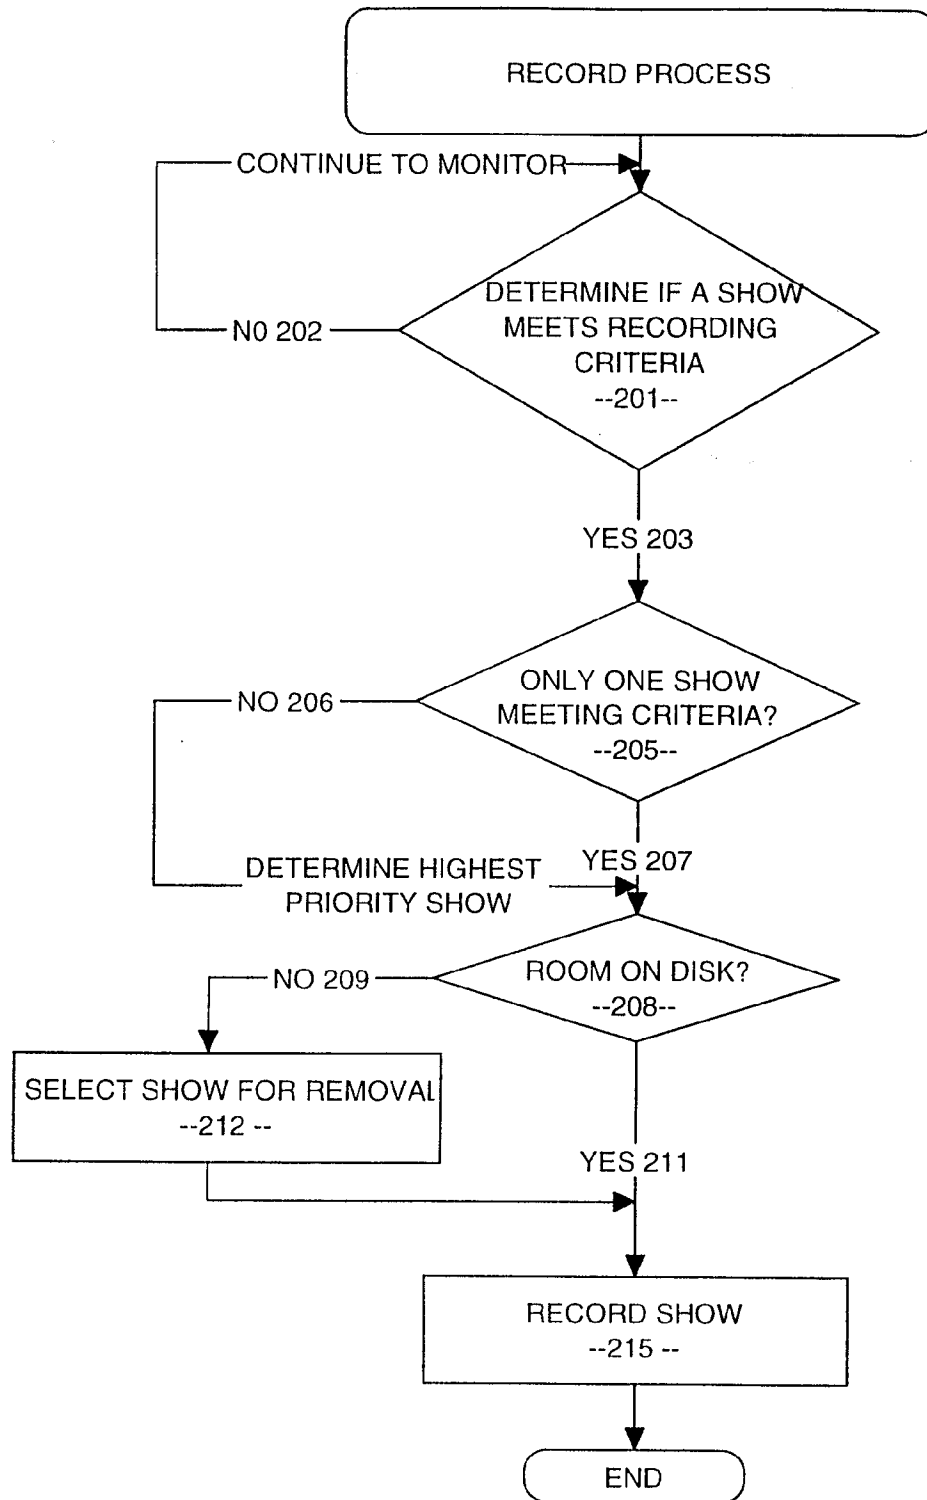 RECORD PROCESS
CONTINUE TO MONITOR
DETERMINE IF A SHOW
MEETS RECORDING
CRITERIA
--201--
N0 202
YES 203
ONLY ONE SHOW
MEETING CRITERIA?
--205--
NO 206
DETERMINE HIGHEST
PRIORITY SHOW
YES 207
ROOM ON DISK?
--208--
NO 209
SELECT SHOW FOR REMOVAL
--212 --
YES 211
RECORD SHOW
--215 --
END